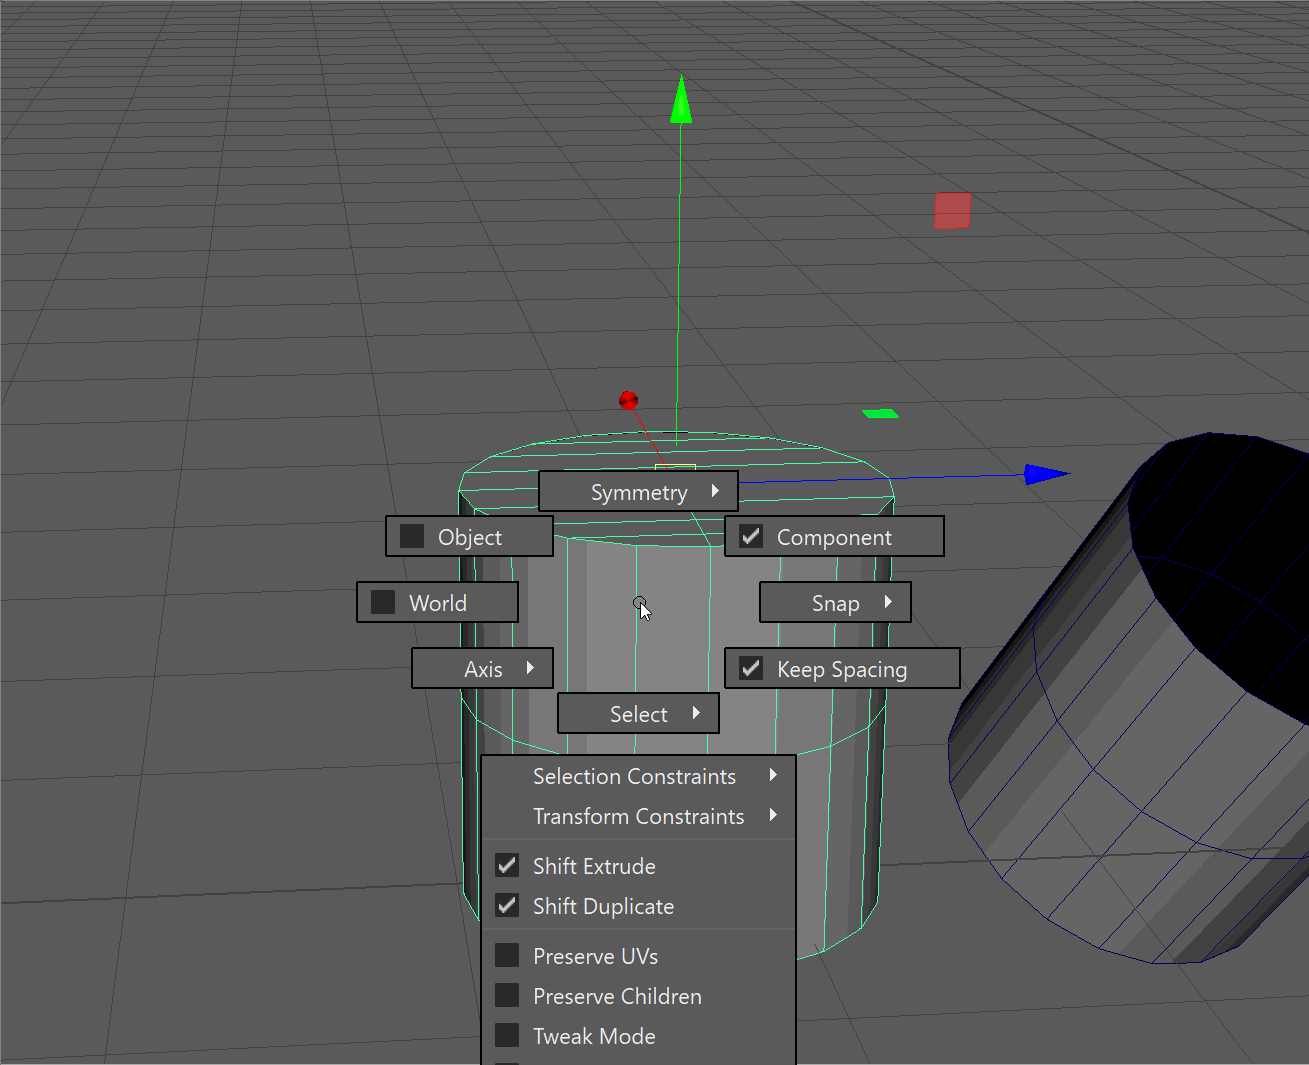 Symmetry
Object
Component
World
Snap
Axis
Keep Spacing
Select
Selection Constraints
Transform Constraints
Shift Extrude
Shift Duplicate
Preserve UVs
Preserve Children
Tweak Mode